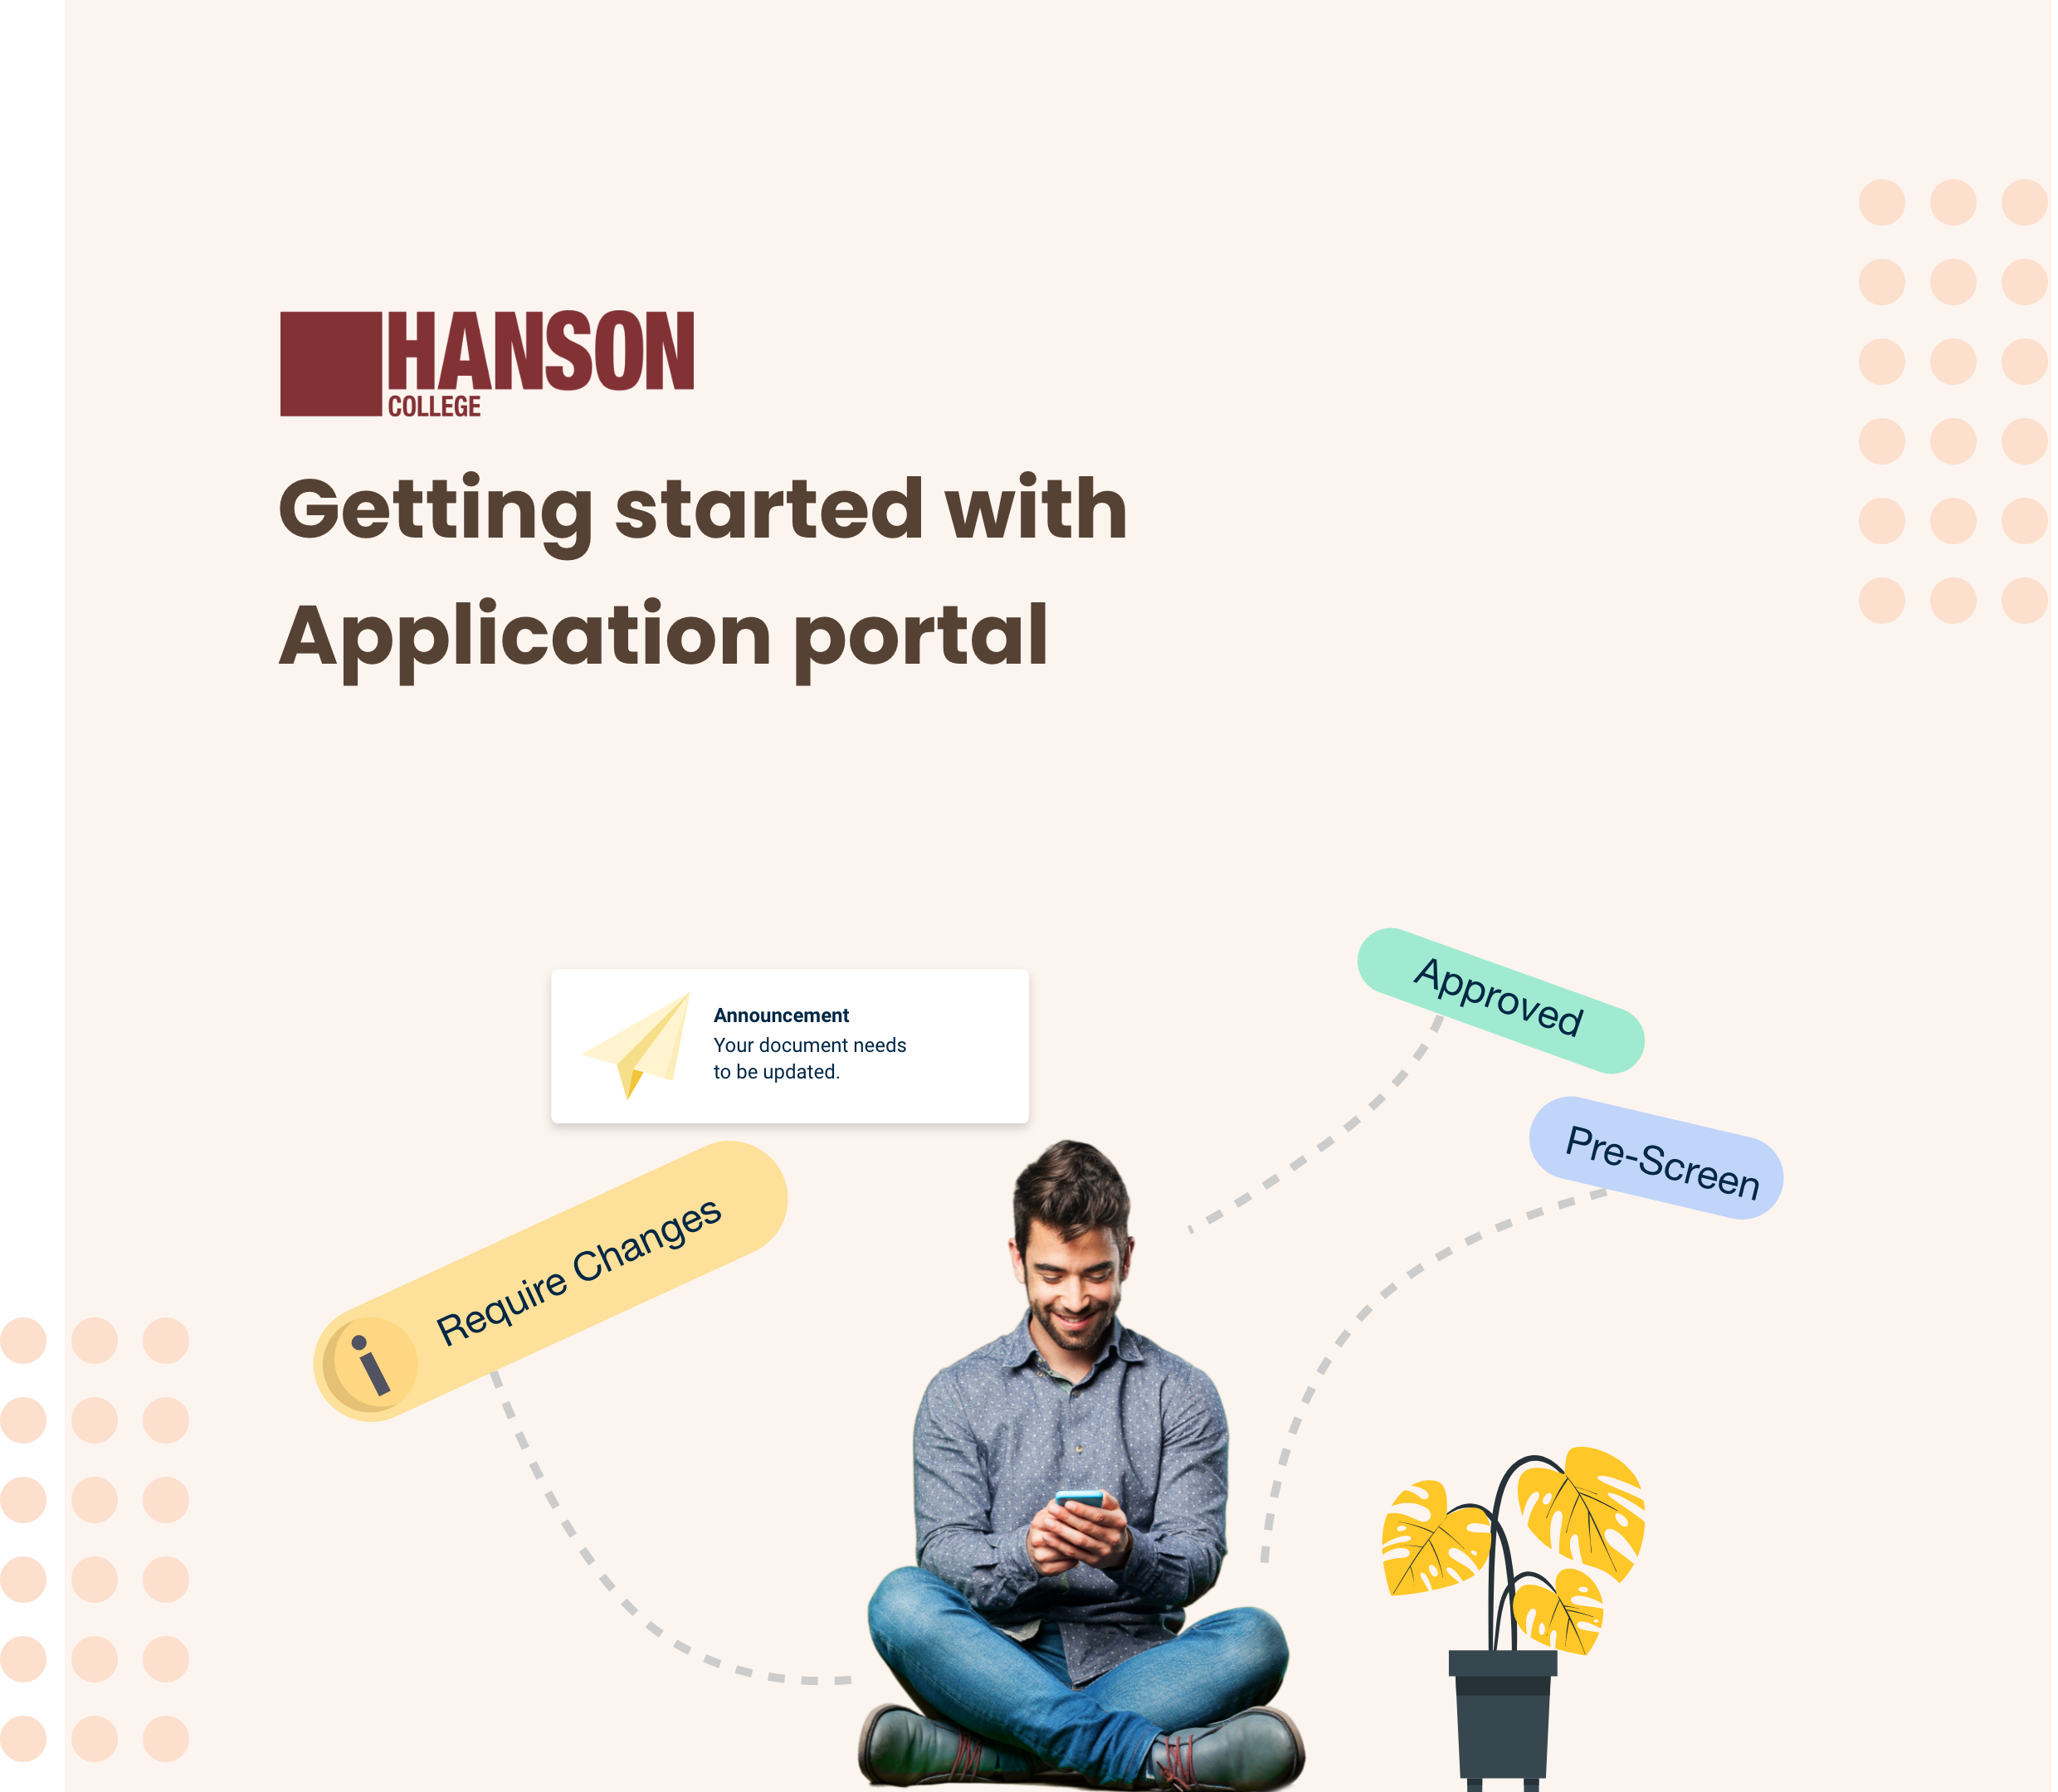 HANSON
COLLEGE
Getting started with
Application portal
Announcement
Your document needs
to be updated.
Approved
Pre-Screen
Require Changes